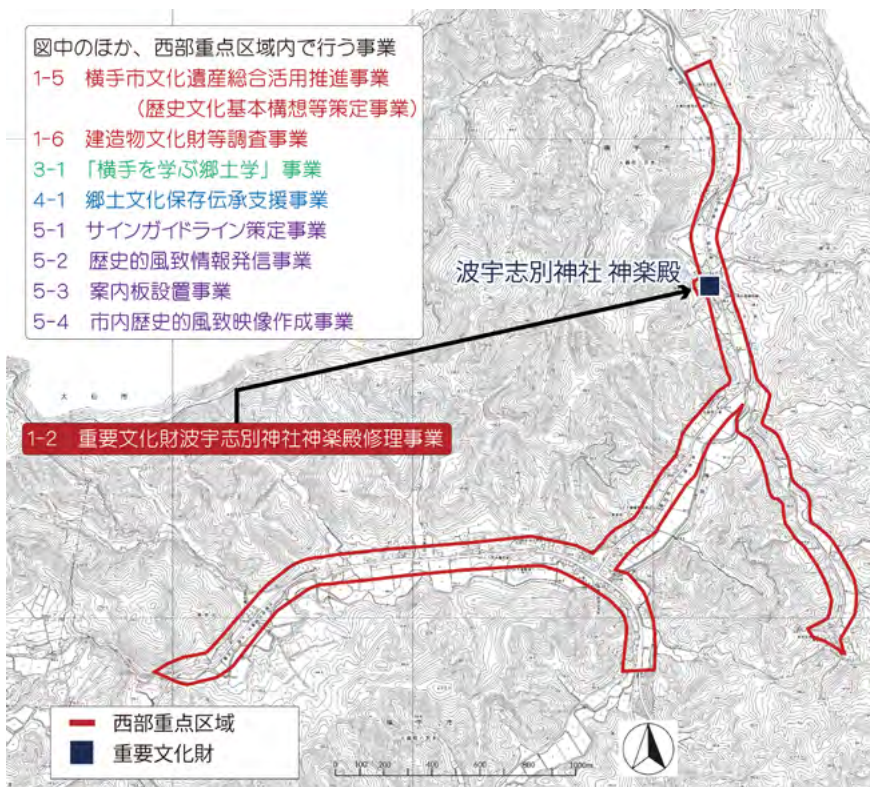 図中のほか、西部重点区域内で行う事業
1-5 横手市文化遺産総合活用推進事業
(歴史文化基本構想等策定事業)
1-6 建造物文化財等調査事業
3-1 「横手を学ぶ郷土学」事業
4-1 郷土文化保存伝承支援事業
5-1 サインガイドライン策定事業
5-2 歴史的風致情報発信事業
5-3 案内板設置事業
5-4 市内歴史的風致映像作成事業
波宇志別神社 神楽殿
1-2 重要文化財波宇志別神社神楽殿修理事業
西部重点区域
重要文化財
0 100 200 400 600 800 1000m